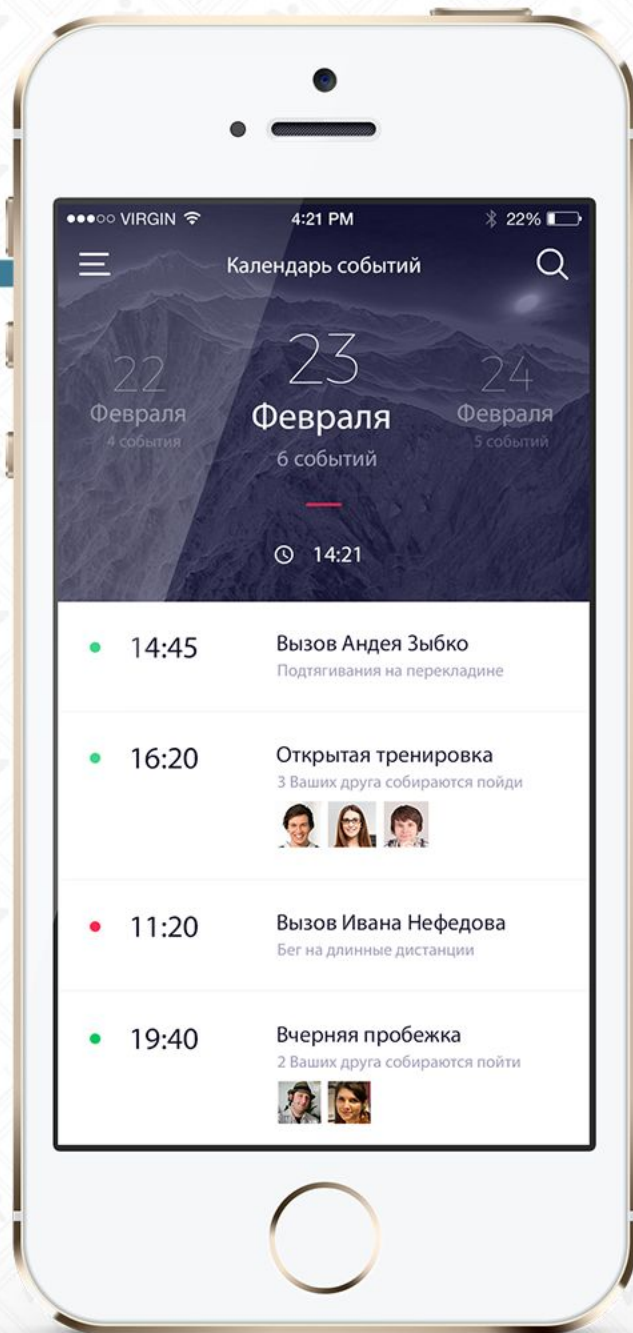 VIRGIN 4:21 PM 22%
Календарь событий
22 23 24
Февраля Февраля Февраля
4 события 6 событий 5 событий
14:21
14:45 Вызов Андея Зыбко
Подтягивания на перекладине
16:20 Открытая тренировка
3 Ваших друга собираются пойди
11:20 Вызов Ивана Нефедова
Бег на длинные дистанции
19:40 Вчерняя пробежка
2 Ваших друга собираются пойти